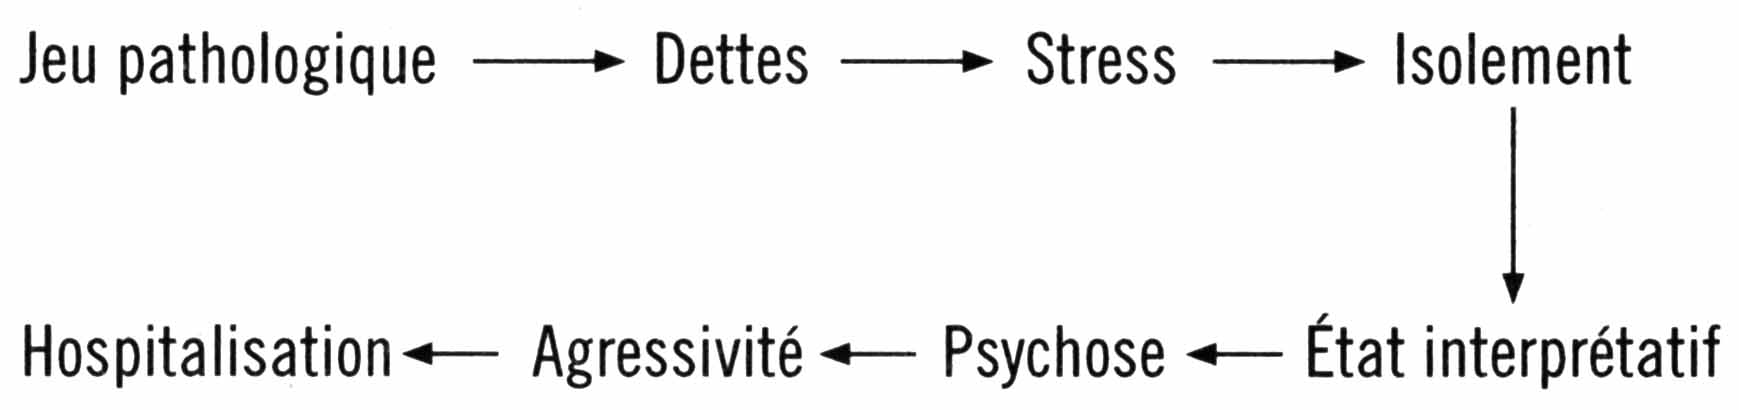 Jeu pathologique Dettes Stress Isolement
Hospitalisation Agressivité Psychose État interprétatif